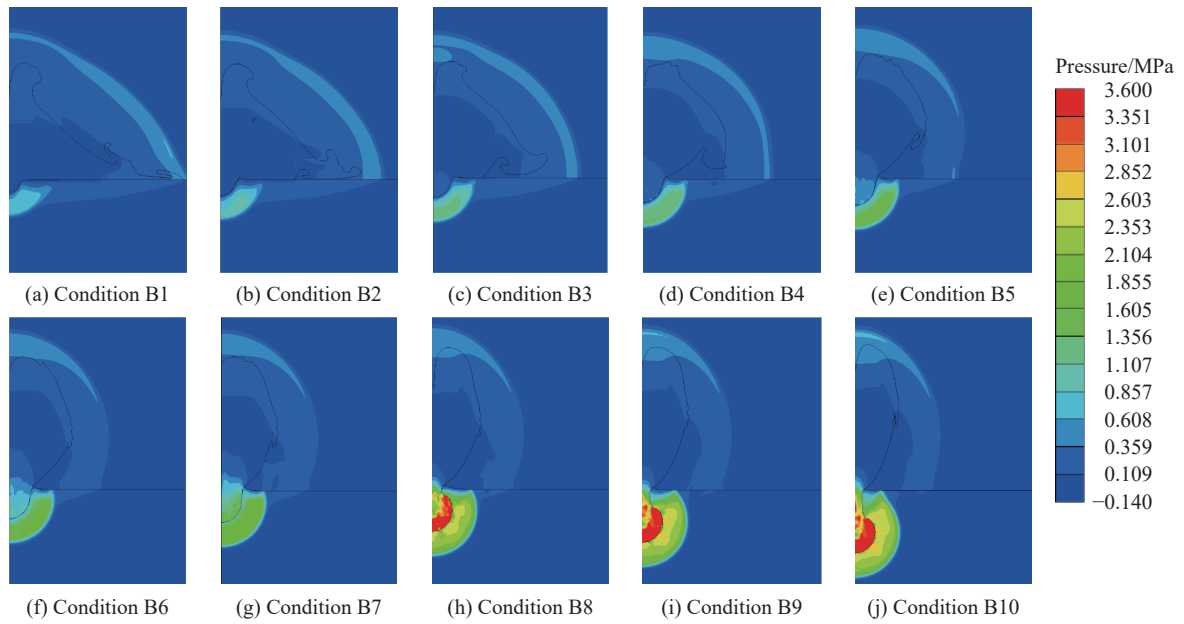 Pressure/MPa
3.600
3.351
3.101
2.852
2.603
2.353
2.104
1.855
1.605
1.356
1.107
0.857
0.608
0.359
0.109
−0.140
(a) Condition B1
(b) Condition B2
(c) Condition B3
(d) Condition B4
(e) Condition B5
(f) Condition B6
(g) Condition B7
(h) Condition B8
(i) Condition B9
(j) Condition B10